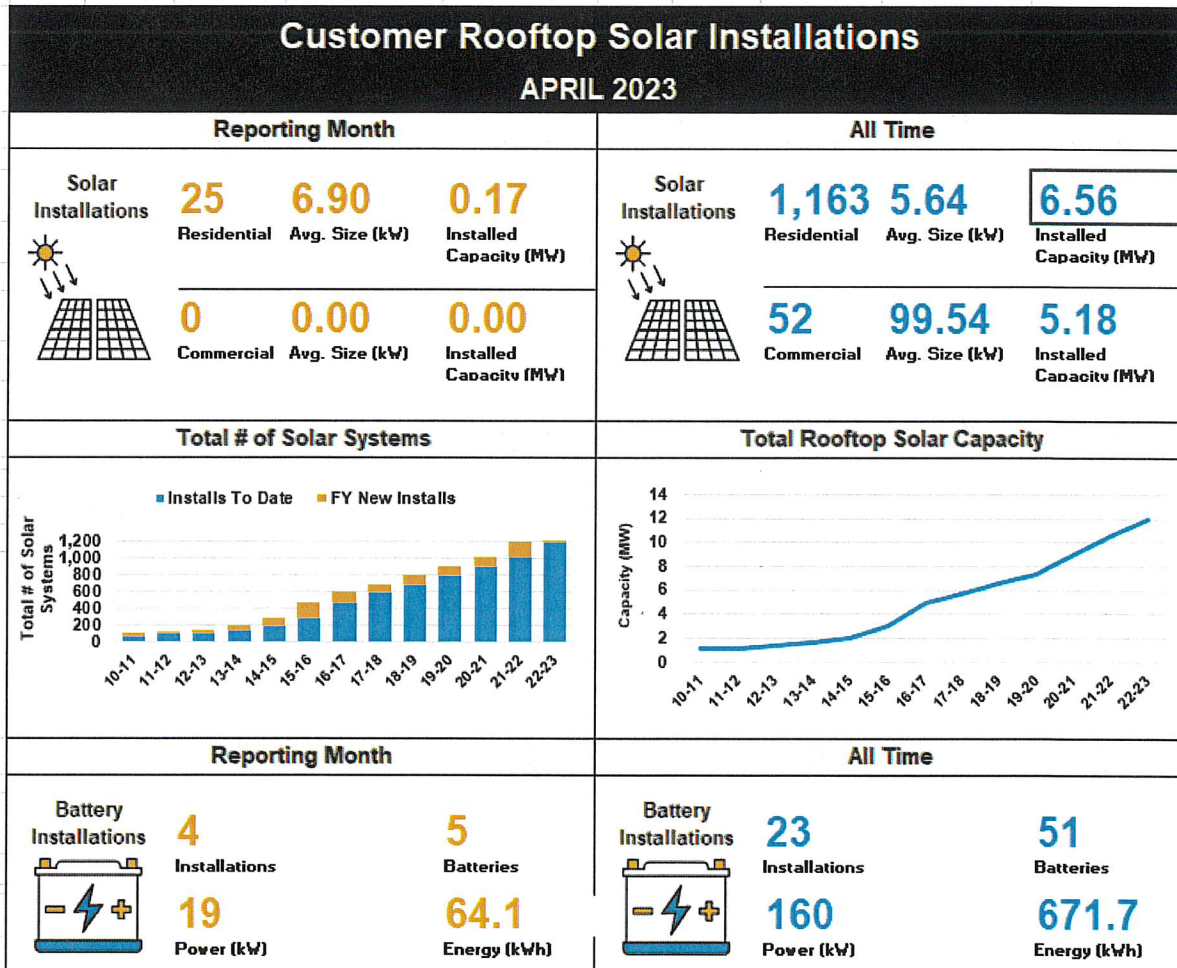 Customer Rooftop Solar Installations
APRIL 2023
Reporting Month
Solar
Installations
25
6.90
0.17
Residential
Avg. Size (kW)
Installed
Capacity (MW)
0
0.00
0.00
Commercial
Avg. Size (kW)
Installed
Capacity (MW)
All Time
Solar
Installations
1,163
5.64
6.56
Residential
Avg. Size (kW)
Installed
Capacity (MW)
52
99.54
5.18
Commercial
Avg. Size (kW)
Installed
Capacity (MW)
Total # of Solar Systems
Installs To Date
FY New Installs
Total # of Solar
Systems
1,200
1,000
800
600
400
200
0
10-11
11-12
12-13
13-14
14-15
15-16
16-17
17-18
18-19
19-20
20-21
21-22
22-23
Total Rooftop Solar Capacity
Capacity (MW)
14
12
10
8
6
4
2
0
10-11
11-12
12-13
13-14
14-15
15-16
16-17
17-18
18-19
19-20
20-21
21-22
22-23
Reporting Month
Battery
Installations
4
5
Installations
Batteries
19
64.1
Power (kW)
Energy (kWh)
All Time
Battery
Installations
23
51
Installations
Batteries
160
671.7
Power (kW)
Energy (kWh)